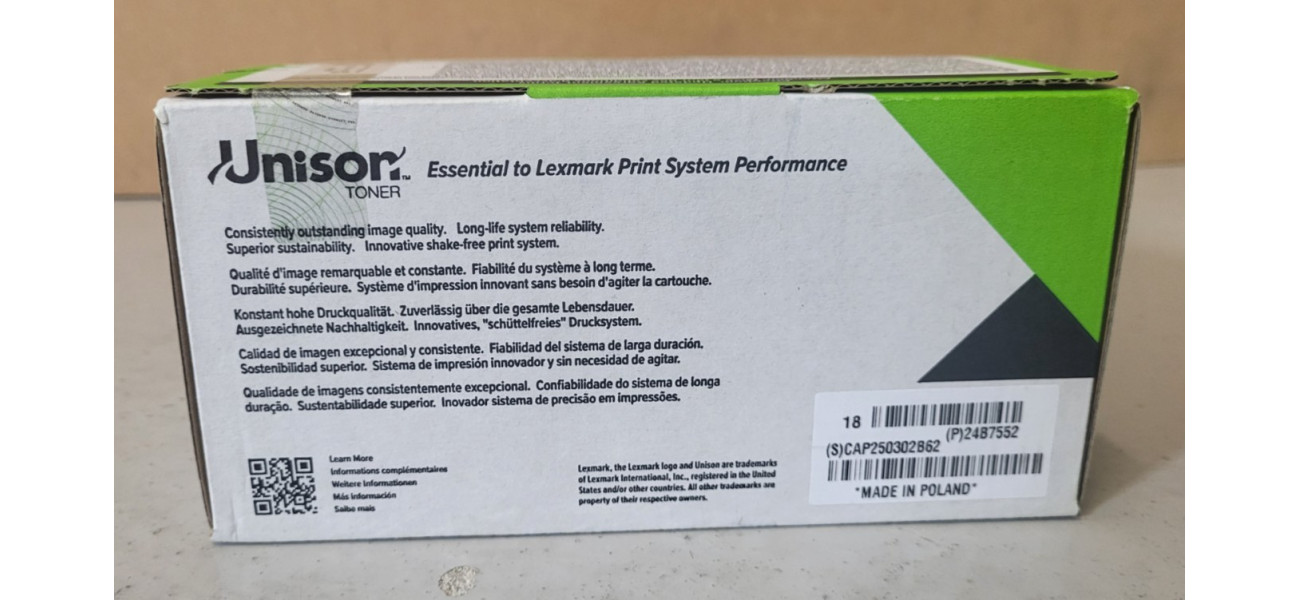 Unison™ Essential to Lexmark Print System Performance
TONER
Consistently outstanding image quality. Long-life system reliability.
Superior sustainability. Innovative shake-free print system.
Qualité d'image remarquable et constante. Fiabilité du système à long terme.
Durabilité supérieure. Système d'impression innovant sans besoin d'agiter la cartouche.
Konstant hohe Druckqualität. Zuverlässig über die gesamte Lebensdauer.
Ausgezeichnete Nachhaltigkeit. Innovatives, "schüttelfreies" Drucksystem.
Calidad de imagen excepcional y consistente. Fiabilidad del sistema de larga duración.
Sostenibilidad superior. Sistema de impresión innovador y sin necesidad de agitar.
Qualidade de imagens consistentemente excepcional. Confiabilidade do sistema de longa
duração. Sustentabilidade superior. Inovador sistema de precisão em impressões.
Learn More
Informations complémentaires
Weitere Informationen
Más información
Saiba mais
Lexmark, the Lexmark logo and Unison are trademarks
of Lexmark International, Inc., registered in the United
States and/or other countries. All other trademarks are
property of their respective owners.
18
(P)24B7552
(S)CAP250302B62
"MADE IN POLAND"